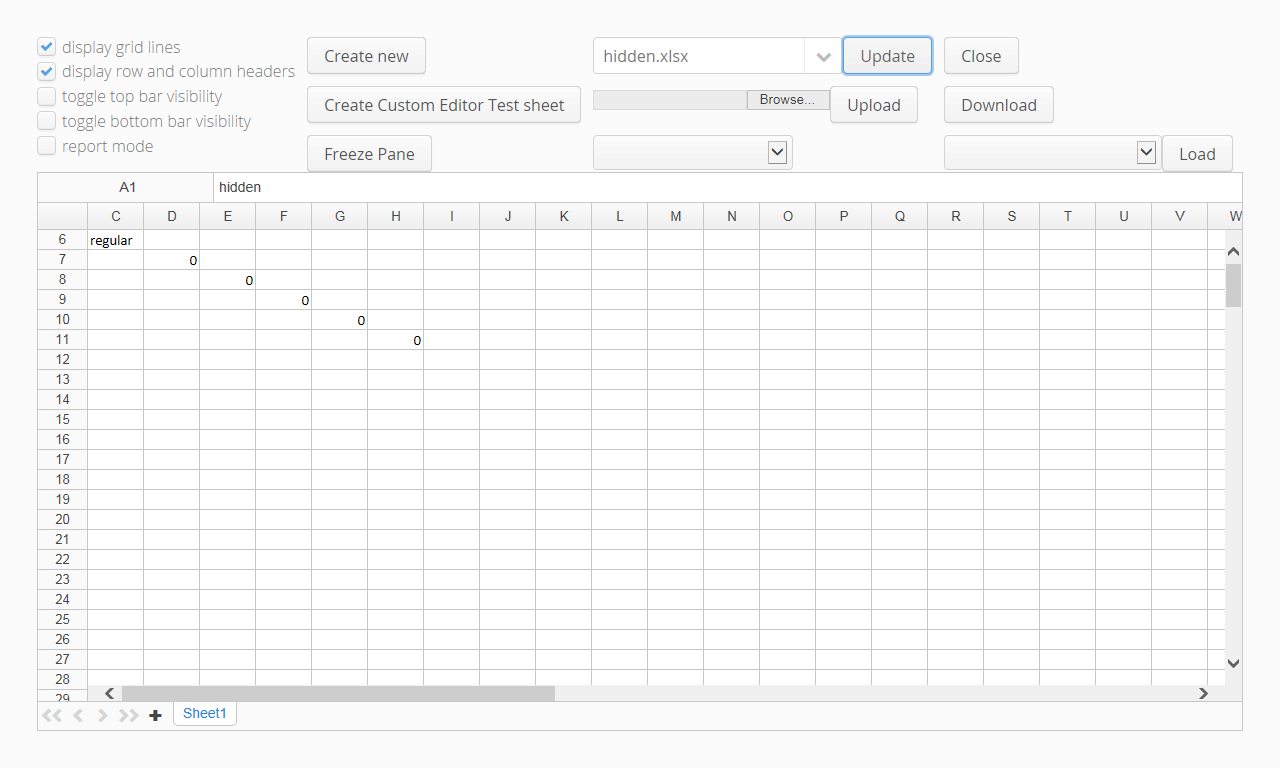 display grid lines
display row and column headers
toggle top bar visibility
toggle bottom bar visibility
report mode
Create new
hidden.xlsx
Update
Close
Create Custom Editor Test sheet
Browse...
Upload
Download
Freeze Pane
Load
A1 hidden
C D E F G H I J K L M N O P Q R S T U V W
6 regular
7 0
8 0
9 0
10 0
11 0
12
13
14
15
16
17
18
19
20
21
22
23
24
25
26
27
28
29
Sheet1